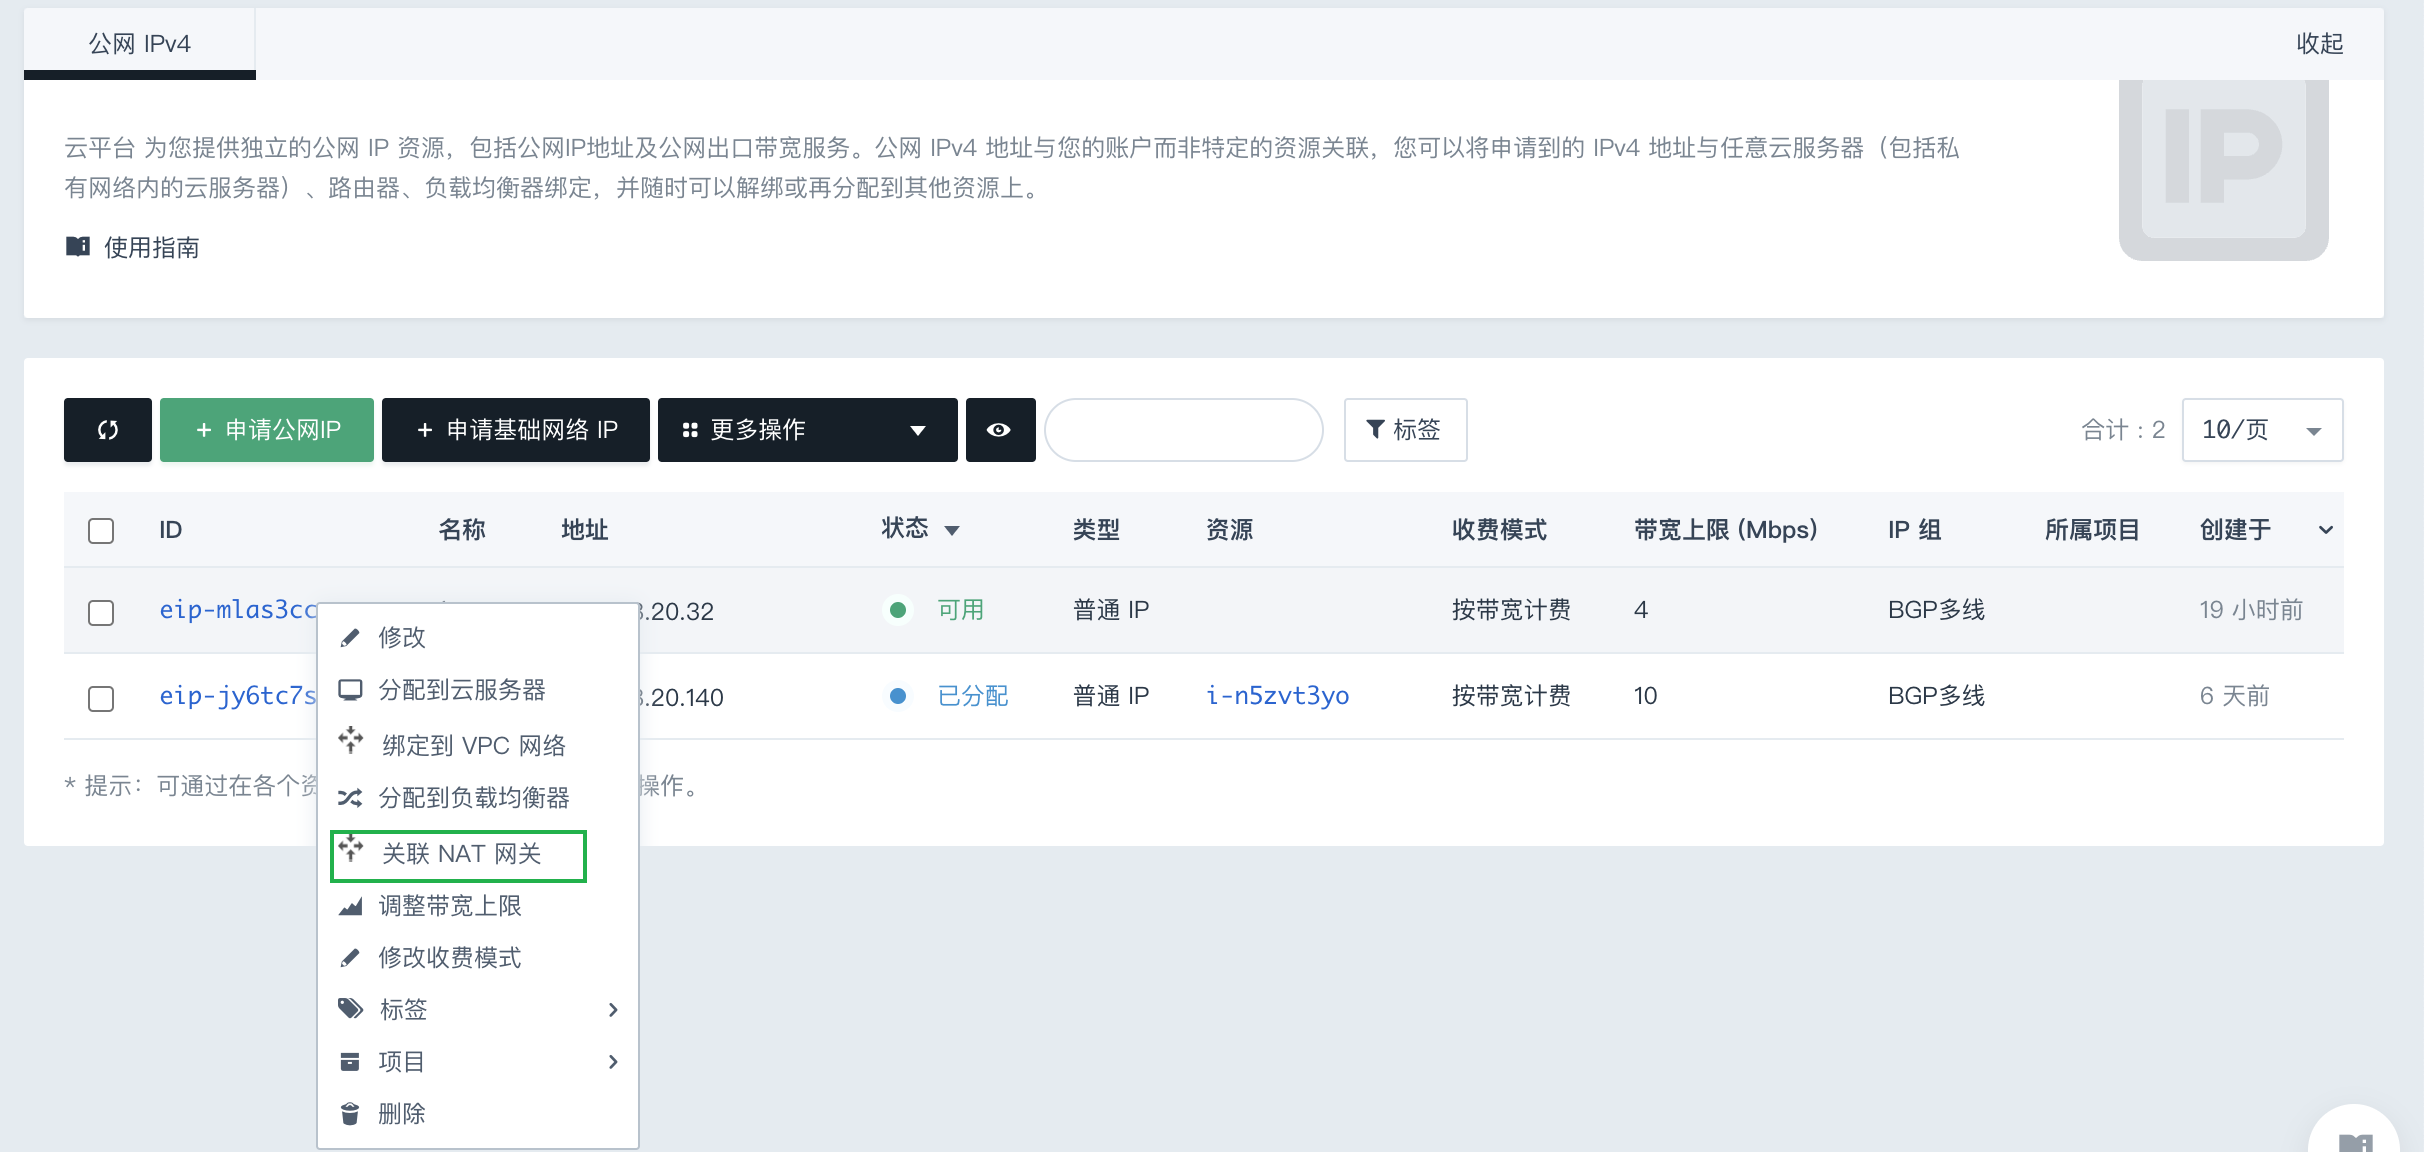 公网 IPv4
收起
云平台 为您提供独立的公网 IP 资源，包括公网IP地址及公网出口带宽服务。公网 IPv4 地址与您的账户而非特定的资源关联，您可以将申请到的 IPv4 地址与任意云服务器（包括私
有网络内的云服务器）、路由器、负载均衡器绑定，并随时可以解绑或再分配到其他资源上。
IP
使用指南
+ 申请公网IP
+ 申请基础网络 IP
更多操作
标签
合计：2
10/页
ID 名称 地址 状态 类型 资源 收费模式 带宽上限 (Mbps) IP 组 所属项目 创建于
eip-mlas3cc .20.32 可用 普通 IP 按带宽计费 4 BGP多线 19 小时前
eip-jy6tc7s .20.140 已分配 普通 IP i-n5zvt3yo 按带宽计费 10 BGP多线 6 天前
* 提示：可通过在各个 操作。
修改
分配到云服务器
绑定到 VPC 网络
分配到负载均衡器
关联 NAT 网关
调整带宽上限
修改收费模式
标签
项目
删除